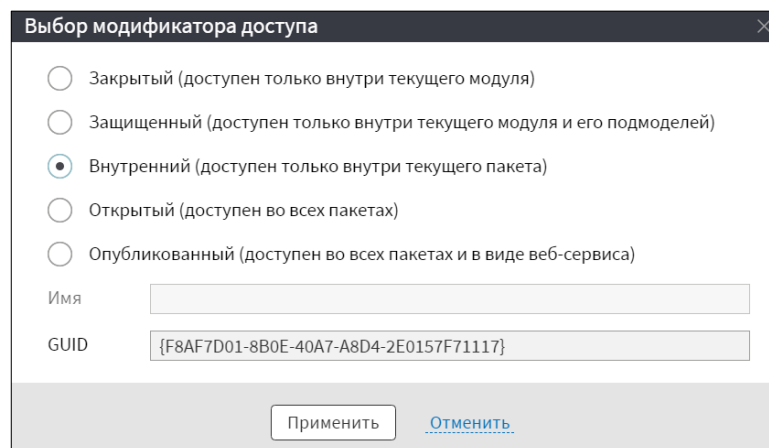 Выбор модификатора доступа
Закрытый (доступен только внутри текущего модуля)
Защищенный (доступен только внутри текущего модуля и его подмоделей)
Внутренний (доступен только внутри текущего пакета)
Открытый (доступен во всех пакетах)
Опубликованный (доступен во всех пакетах и в виде веб-сервиса)
Имя
GUID {F8AF7D01-8B0E-40A7-A8D4-2E0157F71117}
Применить Отменить